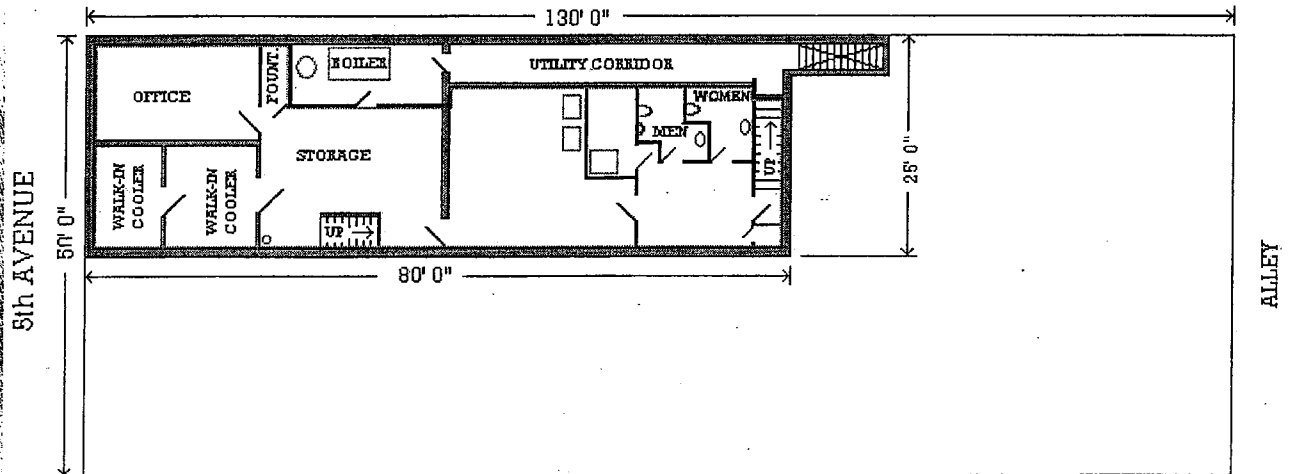 130' 0"
5th AVENUE
50' 0"
OFFICE
FOUNT.
BOILER
UTILITY CORRIDOR
WOMEN
MEN
UP
25' 0"
STORAGE
WALK-IN
COOLER
WALK-IN
COOLER
UP
80' 0"
ALLEY